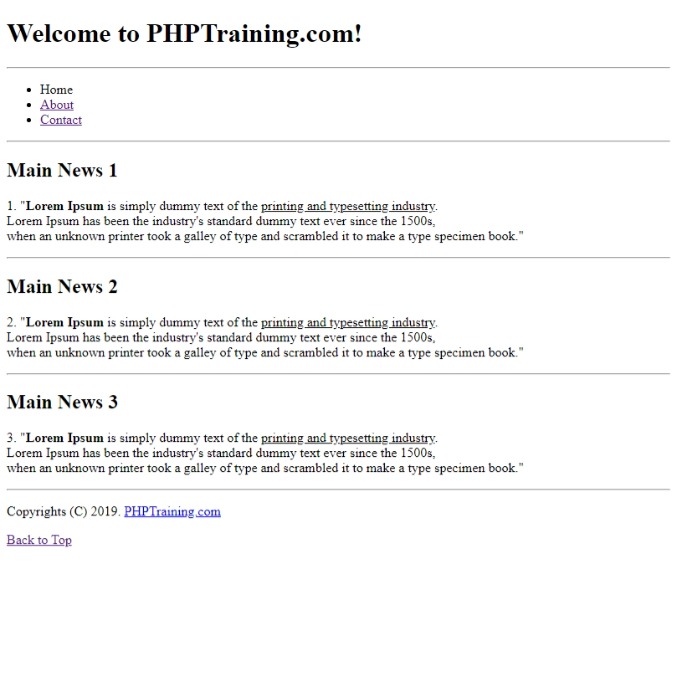 Welcome to PHPTraining.com!
Home
About
Contact
Main News 1
1. "Lorem Ipsum is simply dummy text of the printing and typesetting industry.
Lorem Ipsum has been the industry's standard dummy text ever since the 1500s,
when an unknown printer took a galley of type and scrambled it to make a type specimen book."
Main News 2
2. "Lorem Ipsum is simply dummy text of the printing and typesetting industry.
Lorem Ipsum has been the industry's standard dummy text ever since the 1500s,
when an unknown printer took a galley of type and scrambled it to make a type specimen book."
Main News 3
3. "Lorem Ipsum is simply dummy text of the printing and typesetting industry.
Lorem Ipsum has been the industry's standard dummy text ever since the 1500s,
when an unknown printer took a galley of type and scrambled it to make a type specimen book."
Copyrights (C) 2019. PHPTraining.com
Back to Top